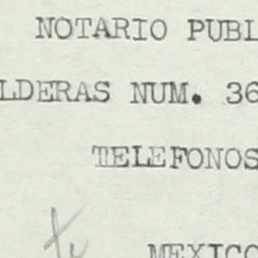 NOTARIO PUBL
LDERAS NUM. 36
TELEFONOS
MEXICO